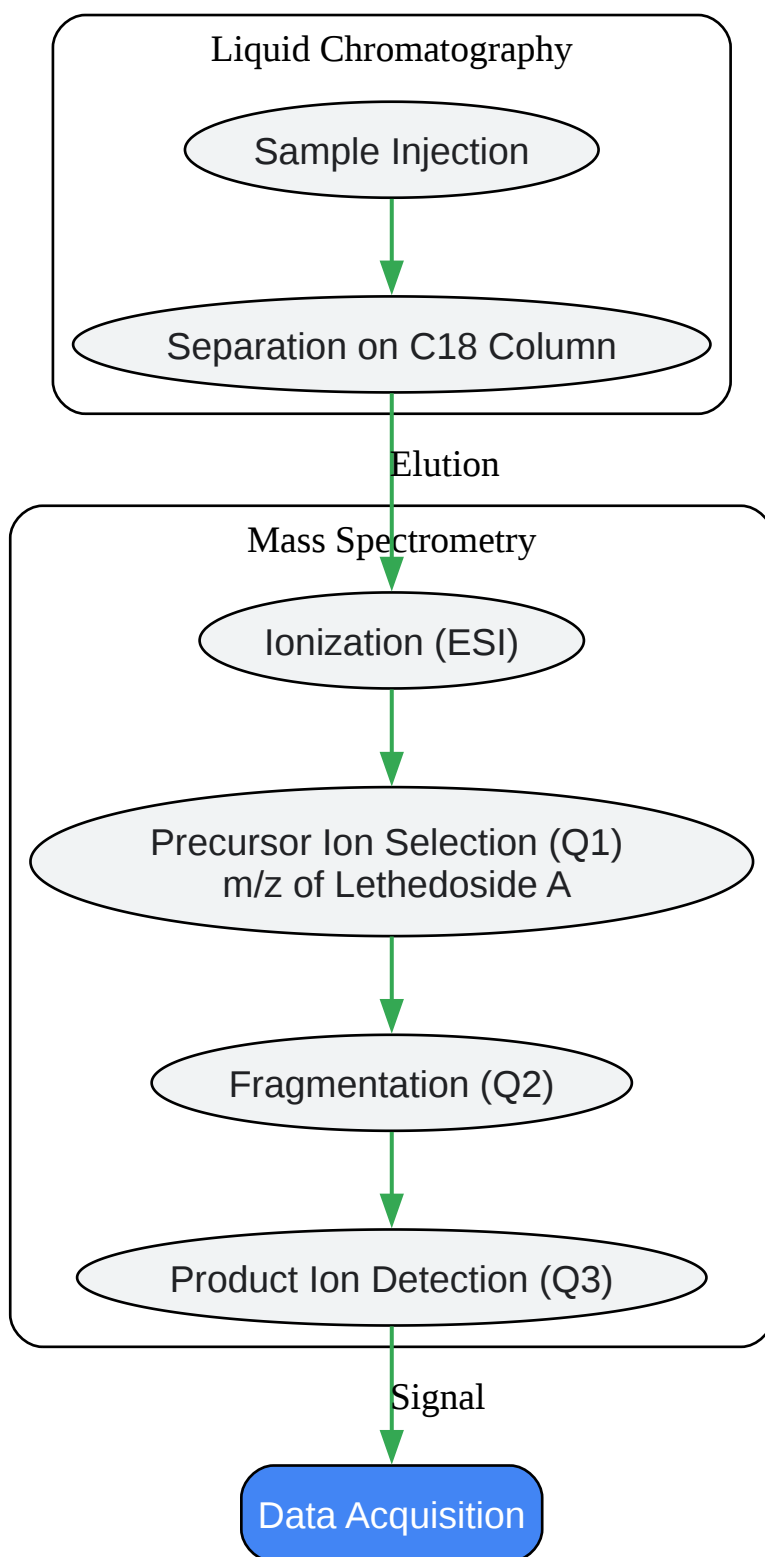 Liquid Chromatography
Sample Injection
Separation on C18 Column
Elution
Mass Spectrometry
Ionization (ESI)
Precursor Ion Selection (Q1)
m/z of Lethedoside A
Fragmentation (Q2)
Product Ion Detection (Q3)
Signal
Data Acquisition